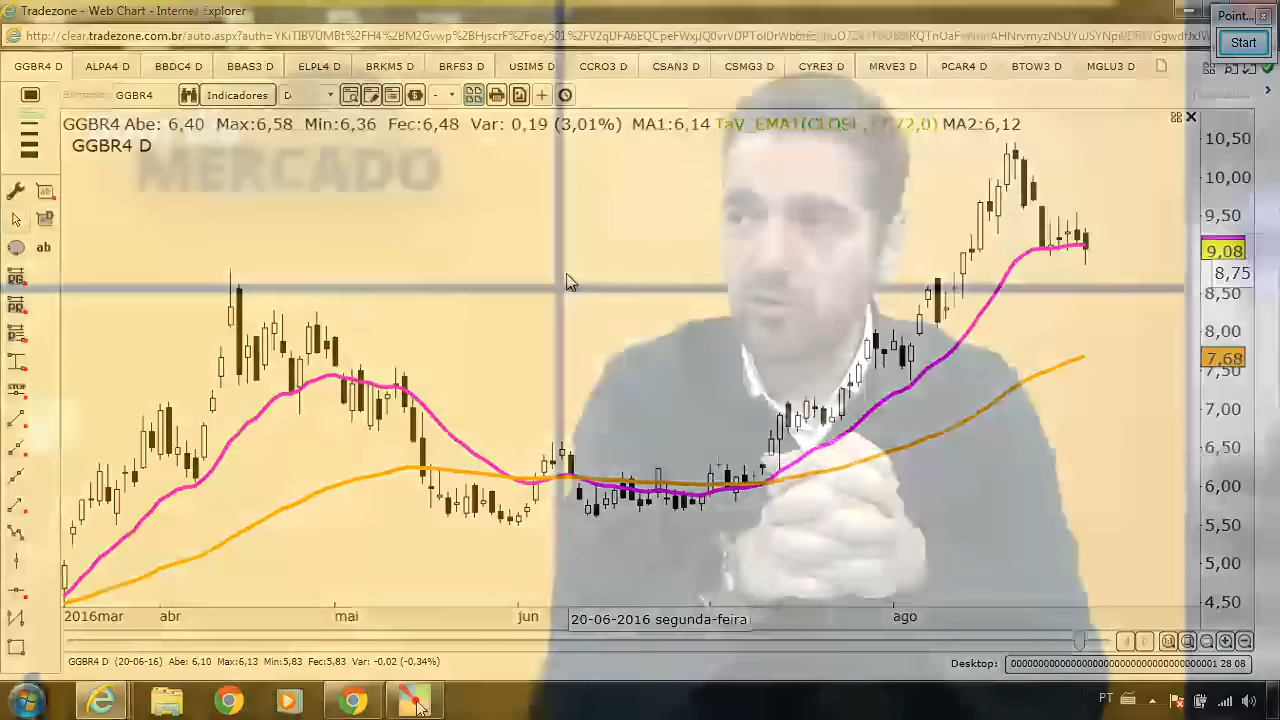 Tradezone - Web Chart - Internet Explorer
Point...
Start
GGBR4 D ALPA4 D BBDC4 D BBAS3 D ELPL4 D BRKM5 D BRFS3 D USIM5 D CCRO3 D CSAN3 D CSMG3 D CYRE3 D MRVE3 D PCAR4 D BTOW3 D MGLU3 D
GGBR4 Indicadores
GGBR4 Abe: 6,40 Max:6,58 Min:6,36 Fec:6,48 Var: 0,19 (3,01%) MA1:6,14 MA2:6,12
GGBR4 D
MERCADO
10,50
10,00
9,50
9,08
8,75
8,50
8,00
7,68
7,50
7,00
6,50
6,00
5,50
5,00
4,50
ab
PR
STOP
2016mar abr mai jun 20-06-2016 segunda-feira ago
GGBR4 D (20-06-16) Abe: 6,10 Max:6,13 Min:5,83 Fec:5,83 Var: -0,02 (-0,34%)
Desktop:
PT